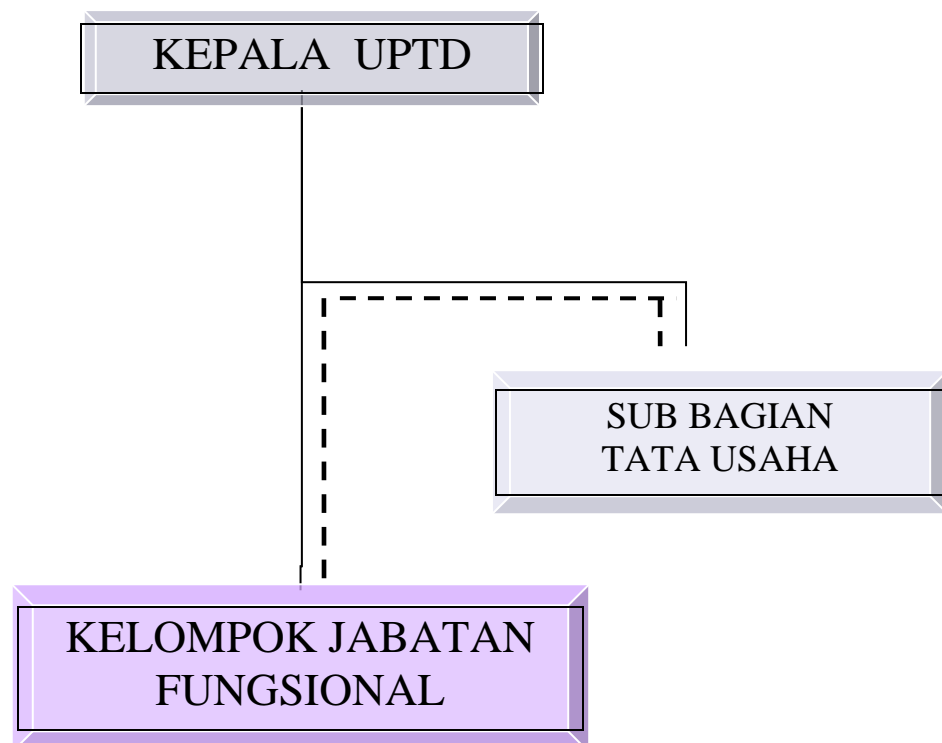 KEPALA UPTD
SUB BAGIAN
TATA USAHA
KELOMPOK JABATAN
FUNGSIONAL